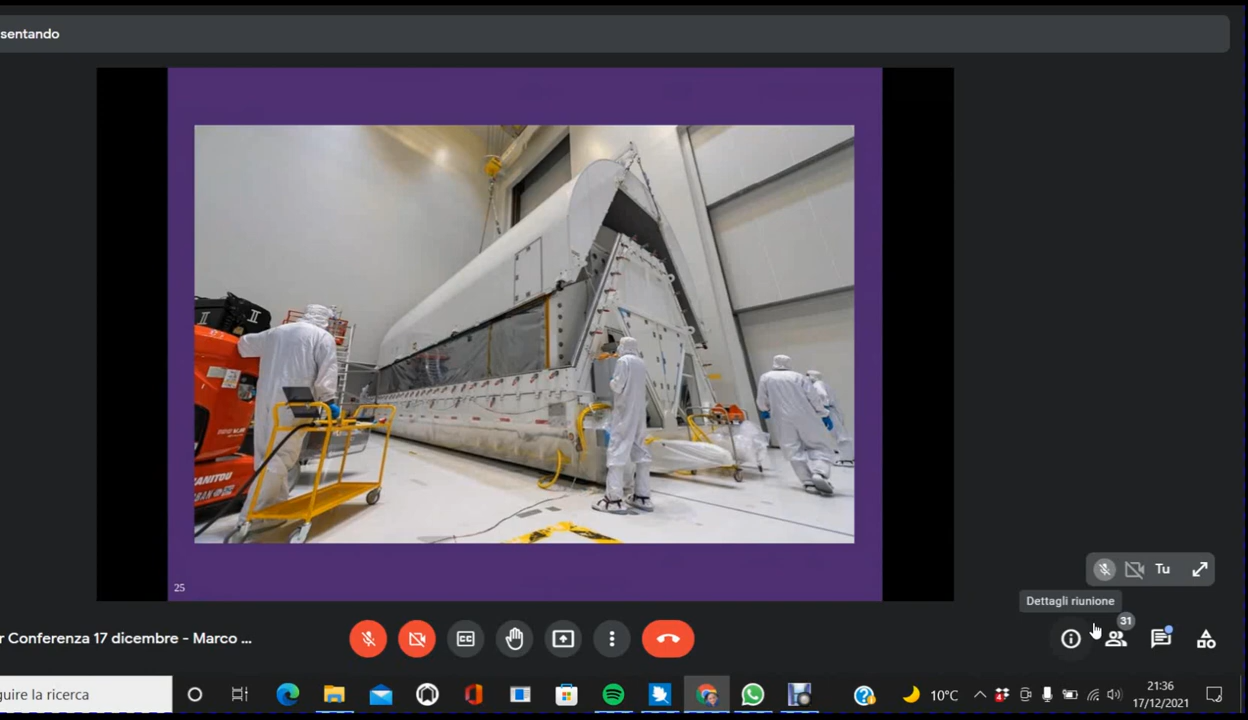 sentando
MANITOU
25
Tu
Dettagli riunione
r Conferenza 17 dicembre - Marco ...
31
guire la ricerca
10°C
21:36
17/12/2021